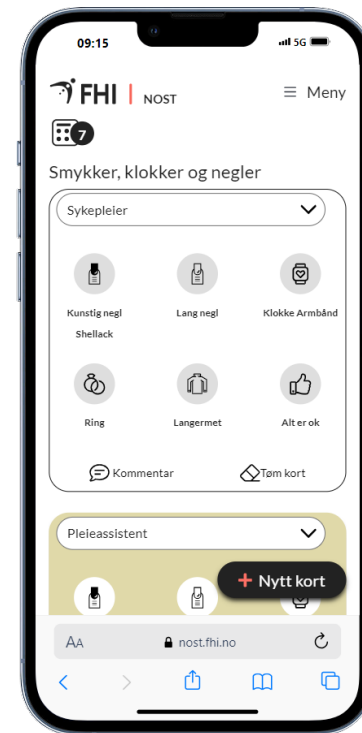 09:15
5G
FHI | NOST
Meny
7
Smykker, klokker og negler
Sykepleier
Kunstig negl
Shellack
Lang negl
Klokke Armbånd
Ring
Langermet
Alt er ok
Kommentar
Tøm kort
Pleieassistent
+ Nytt kort
AA
nost.fhi.no